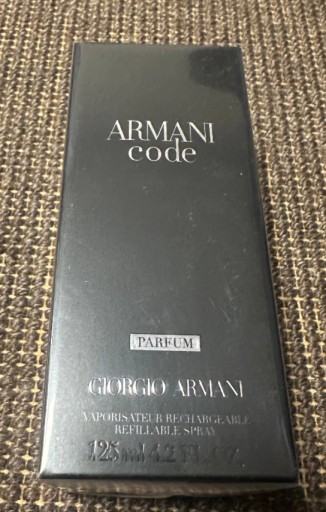 ARMANI
code
PARFUM
GIORGIO ARMANI
VAPORISATEUR RECHARGEABLE
REFILLABLE SPRAY
125 ml 4.2 FL. OZ